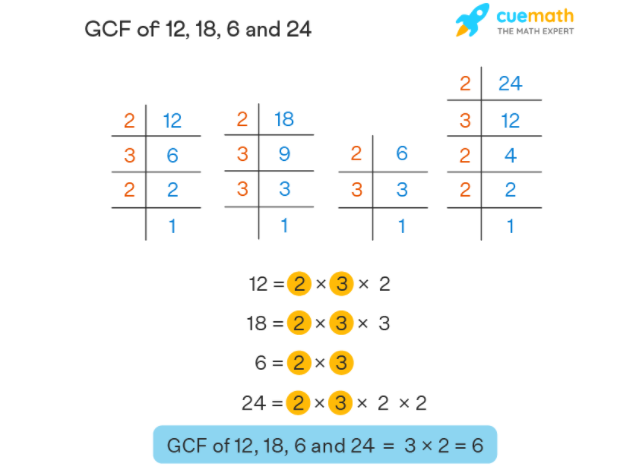 GCF of 12, 18, 6 and 24
cuemath
THE MATH EXPERT
2 12
3 6
2 2
1
2 18
3 9
3 3
1
2 6
3 3
1
2 24
3 12
2 4
2 2
1
12 = 2 × 3 × 2
18 = 2 × 3 × 3
6 = 2 × 3
24 = 2 × 3 × 2 × 2
GCF of 12, 18, 6 and 24 = 3 × 2 = 6